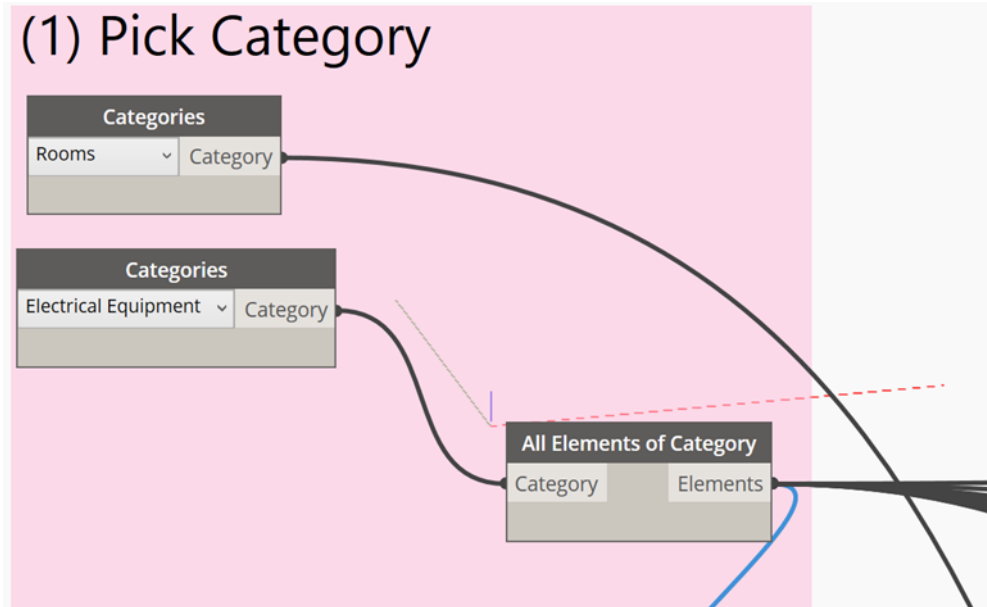 (1) Pick Category
Categories
Rooms Category
Categories
Electrical Equipment Category
All Elements of Category
Category Elements